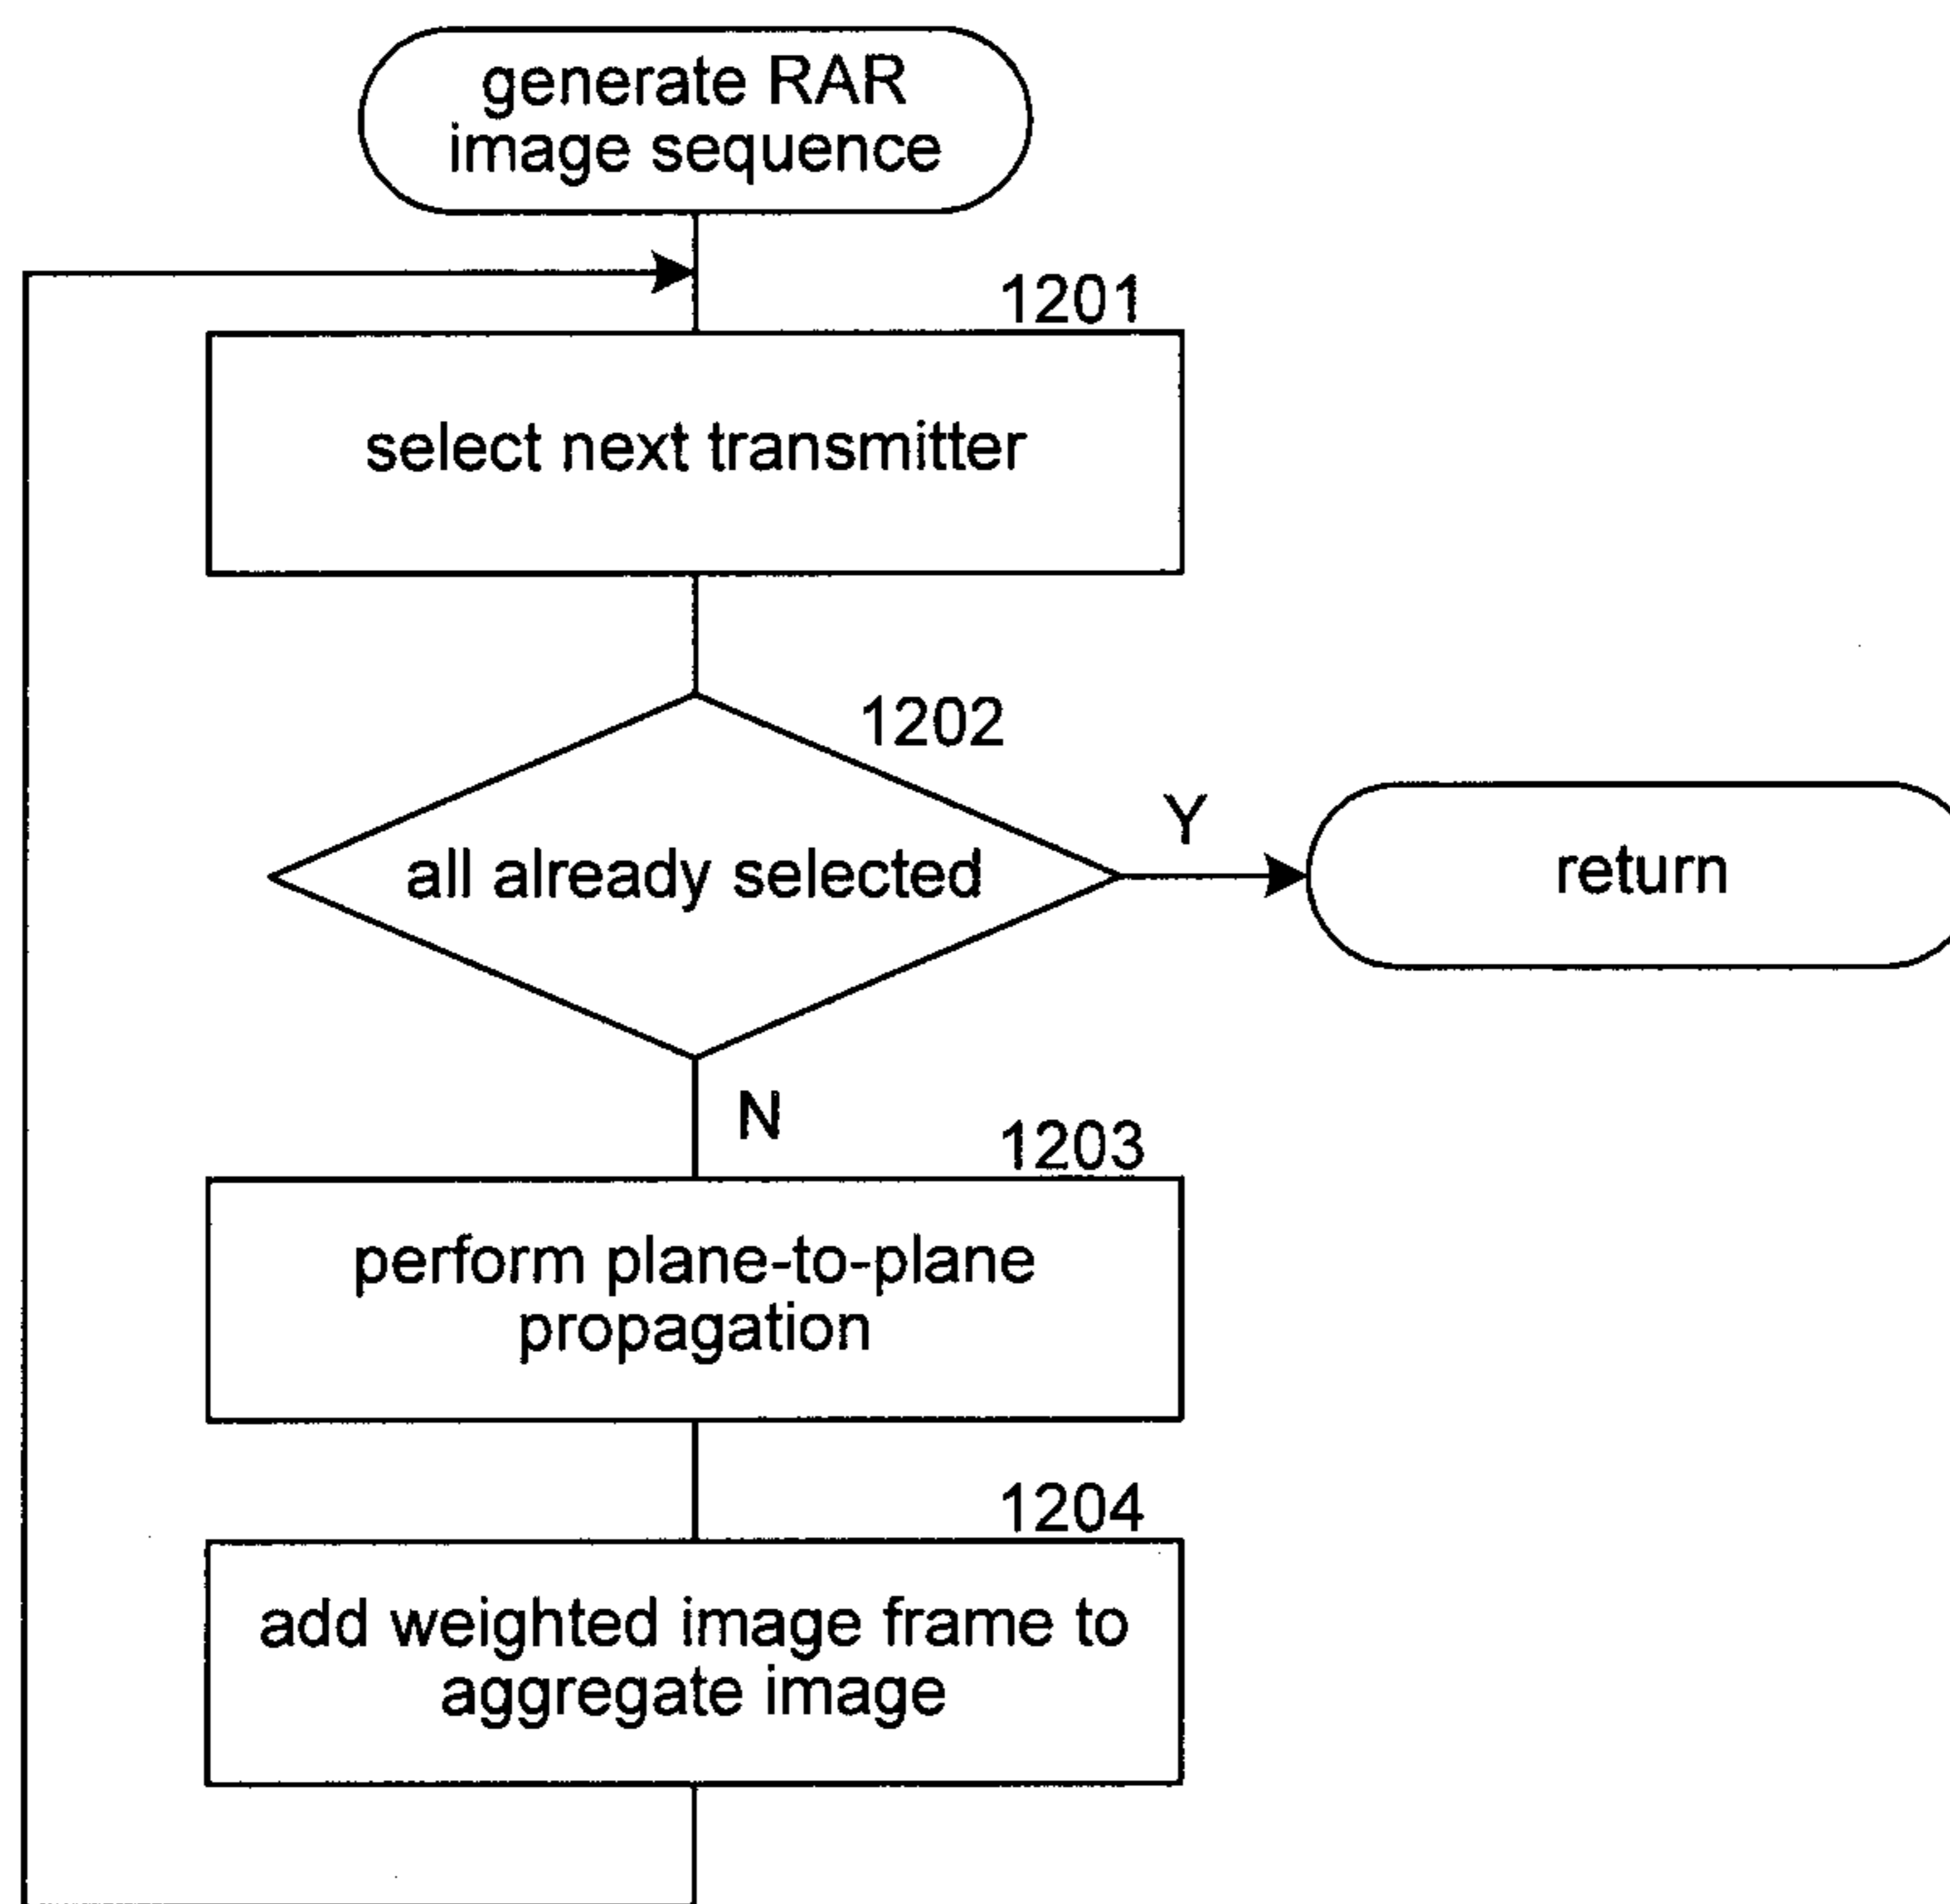 generate RAR
image sequence
1201
select next transmitter
1202
all already selected
Y
return
N
1203
perform plane-to-plane
propagation
1204
add weighted image frame to
aggregate image